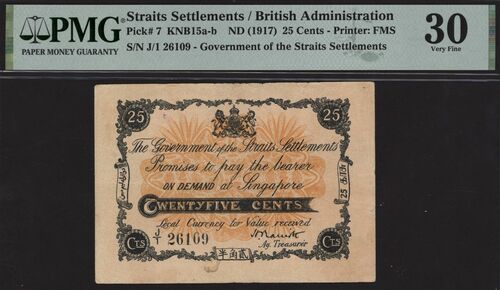 PMG
PAPER MONEY GUARANTY
Straits Settlements / British Administration
Pick# 7 KNB15a-b ND (1917) 25 Cents - Printer: FMS
S/N J/1 26109 - Government of the Straits Settlements
30
Very Fine
25
25
The Government of the Straits Settlements
Promises to pay the bearer
ON DEMAND at Singapore
TWENTYFIVE CENTS
Local Currency for Value received
J/1 26109
Ag. Treasurer
CTS
CTS
半角貳